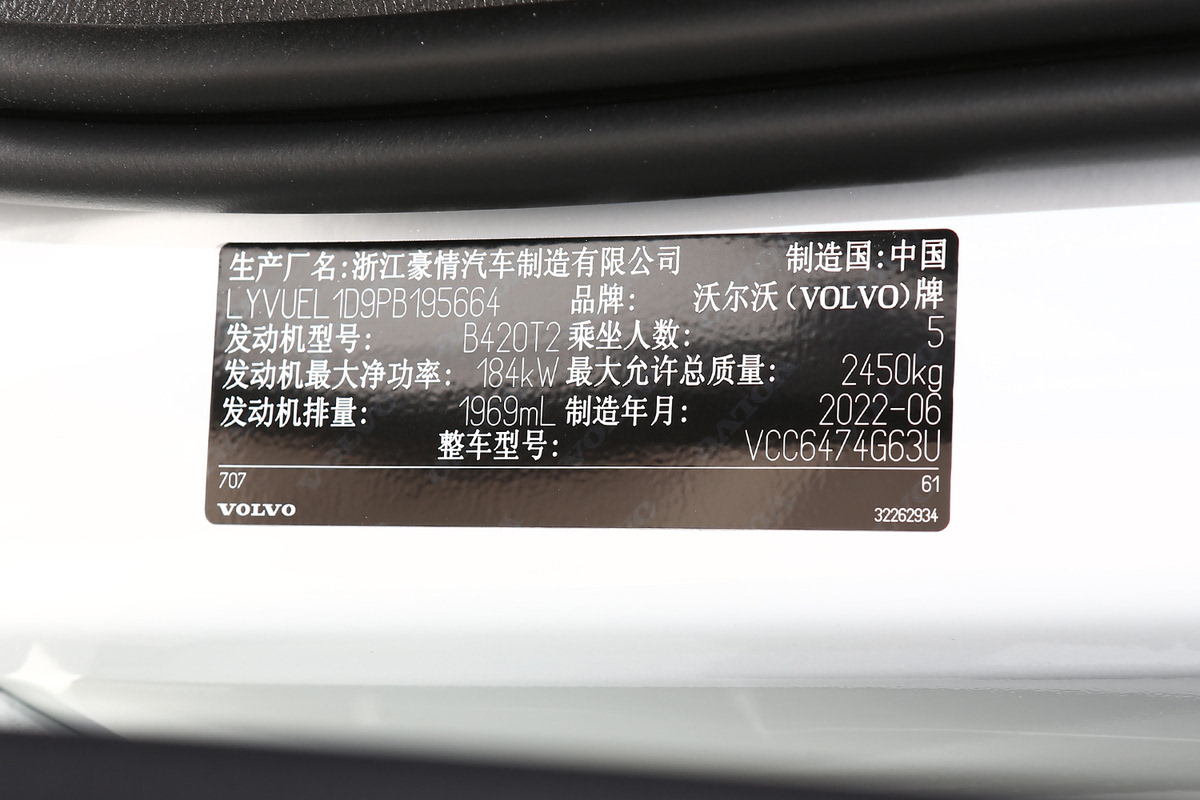 生产厂名:浙江豪情汽车制造有限公司 制造国:中国
LYVUEL1D9PB195664 品牌: 沃尔沃(VOLVO)牌
发动机型号: B420T2 乘坐人数: 5
发动机最大净功率: 184kW 最大允许总质量: 2450kg
发动机排量: 1969mL 制造年月: 2022-06
整车型号: VCC6474G63U
707 61
VOLVO 32262934